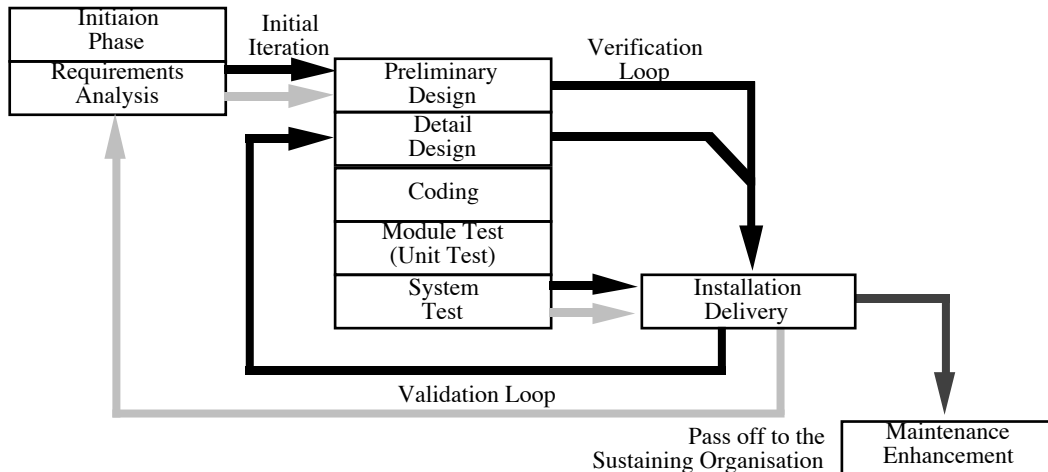 Initiaion
Phase
Requirements
Analysis
Initial
Iteration
Preliminary
Design
Detail
Design
Coding
Module Test
(Unit Test)
System
Test
Verification
Loop
Installation
Delivery
Validation Loop
Pass off to the
Sustaining Organisation
Maintenance
Enhancement